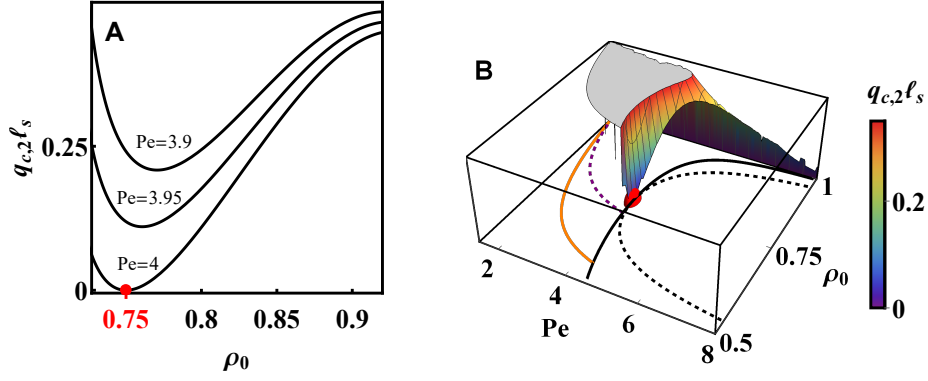 A
q_{c,2}ℓ_s
0.25
0
Pe=3.9
Pe=3.95
Pe=4
0.75 0.8 0.85 0.9
ρ₀
B
2
4
6
8
Pe
0.5
0.75
1
ρ₀
q_{c,2}ℓ_s
0.2
0